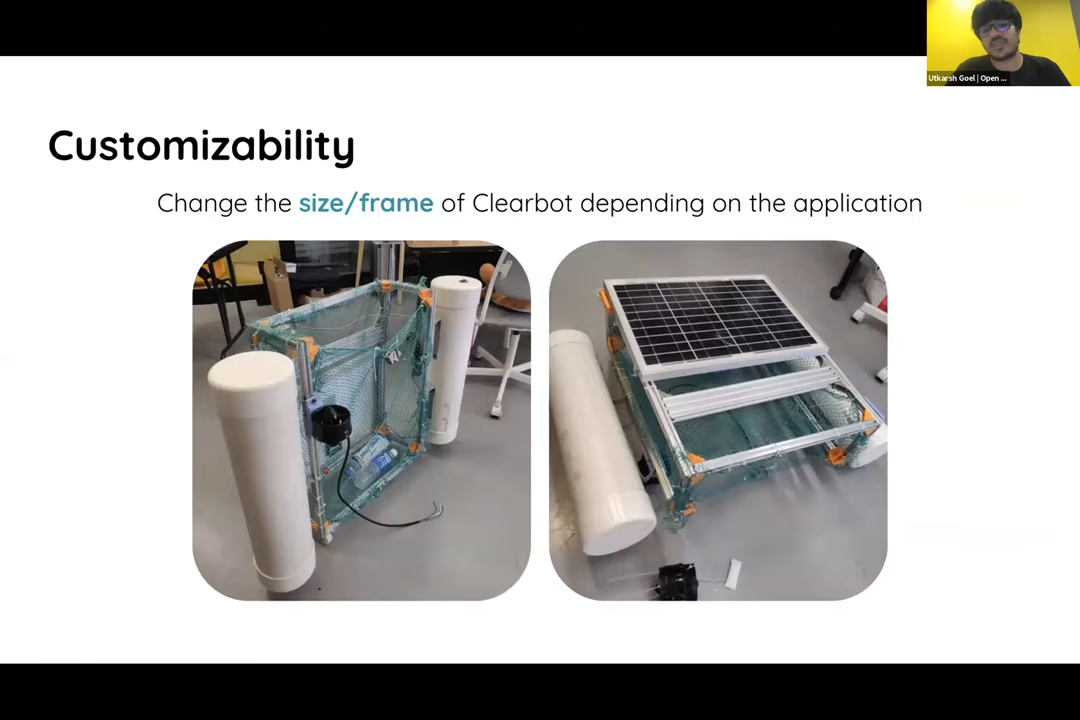 Utkarsh Goel | Open ...
Customizability
Change the size/frame of Clearbot depending on the application